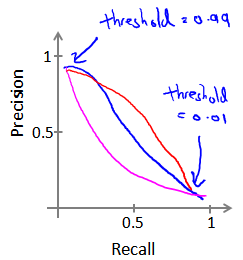 threshold = 0.99
1
Precision
threshold
= 0.01
0.5
0.5
1
Recall